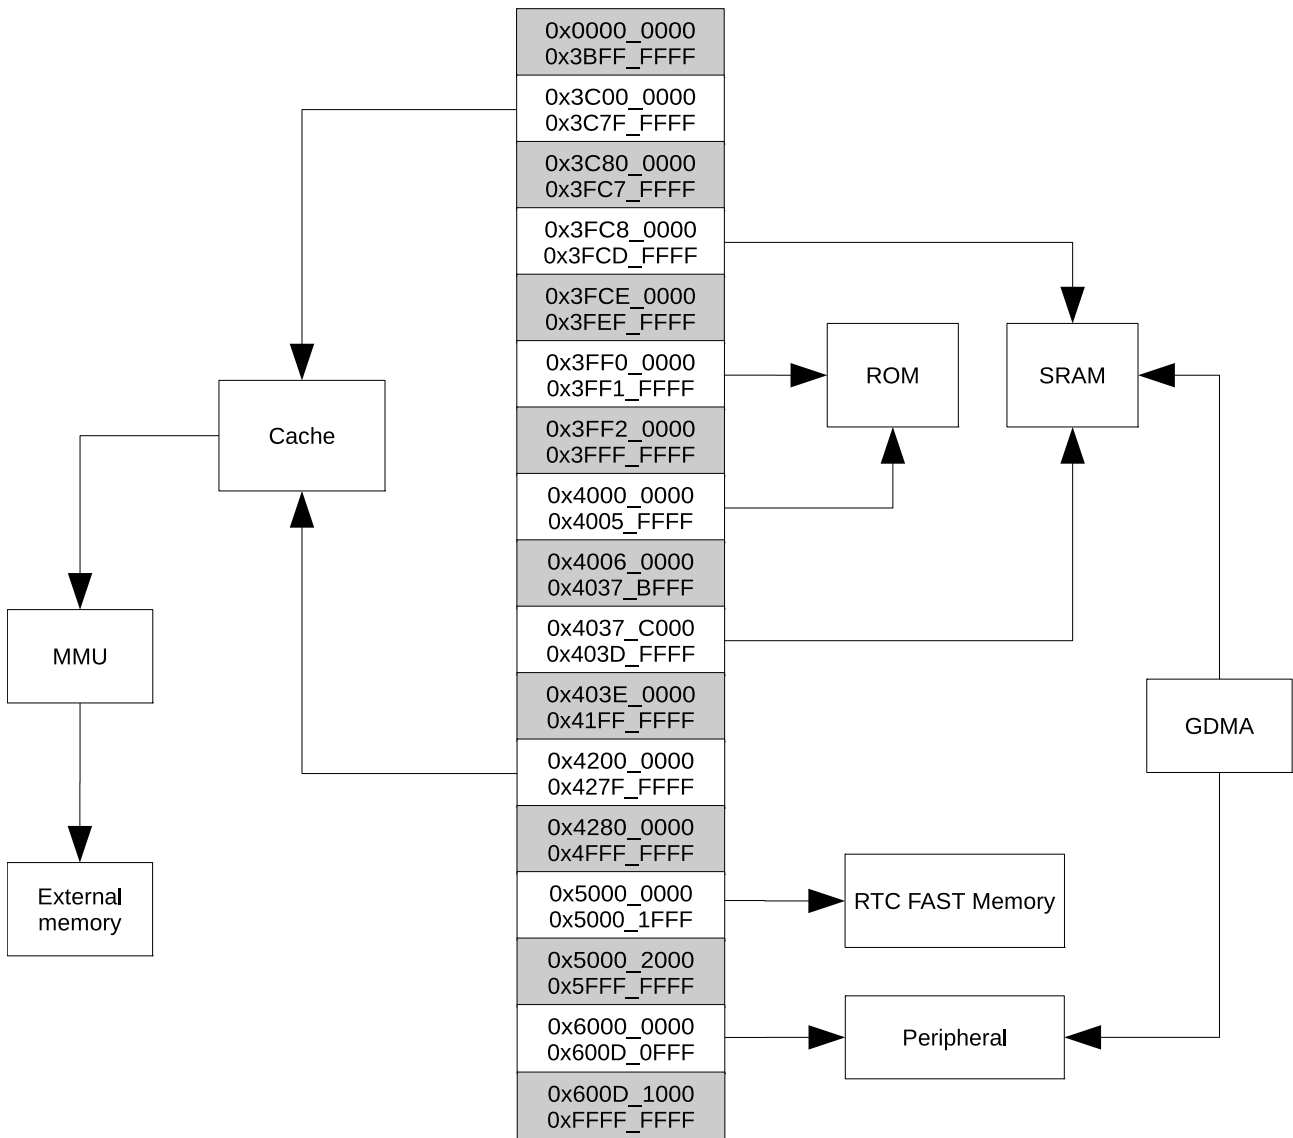 0x0000_0000
0x3BFF_FFFF
0x3C00_0000
0x3C7F_FFFF
0x3C80_0000
0x3FC7_FFFF
0x3FC8_0000
0x3FCD_FFFF
0x3FCE_0000
0x3FEF_FFFF
0x3FF0_0000
0x3FF1_FFFF
ROM
SRAM
Cache
0x3FF2_0000
0x3FFF_FFFF
0x4000_0000
0x4005_FFFF
0x4006_0000
0x4037_BFFF
0x4037_C000
0x403D_FFFF
MMU
0x403E_0000
0x41FF_FFFF
GDMA
0x4200_0000
0x427F_FFFF
0x4280_0000
0x4FFF_FFFF
External
memory
0x5000_0000
0x5000_1FFF
RTC FAST Memory
0x5000_2000
0x5FFF_FFFF
0x6000_0000
0x600D_0FFF
Peripheral
0x600D_1000
0xFFFF_FFFF